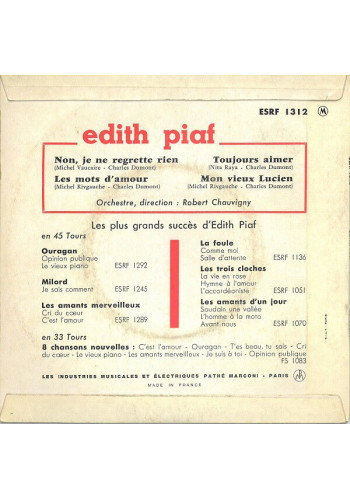 ESRF 1312 M
edith piaf
Non, je ne regrette rien
(Michel Vaucaire - Charles Dumont)
Toujours aimer
(Nita Raya - Charles Dumont)
Les mots d'amour
(Michel Rivgauche - Charles Dumont)
Mon vieux Lucien
(Michel Rivgauche - Charles Dumont)
Orchestre, direction : Robert Chauvigny
Les plus grands succès d'Edith Piaf
en 45 Tours
Ouragan
Opinion publique
Le vieux piano ESRF 1292
Milord
Je sais comment ESRF 1245
Les amants merveilleux
Cri du cœur
C'est l'amour ESRF 1289
La foule
Comme moi
Salle d'attente ESRF 1136
Les trois cloches
La vie en rose
Hymne à l'amour
L'accordéoniste ESRF 1051
Les amants d'un jour
Soudain une vallée
L'homme à la moto
Avant nous ESRF 1070
en 33 Tours
8 chansons nouvelles : C'est l'amour - Ouragan - T'es beau, tu sais - Cri
du cœur - Le vieux piano - Les amants merveilleux - Je suis à toi - Opinion publique
FS 1083
LES INDUSTRIES MUSICALES ET ÉLECTRIQUES PATHÉ MARCONI - PARIS
MADE IN FRANCE